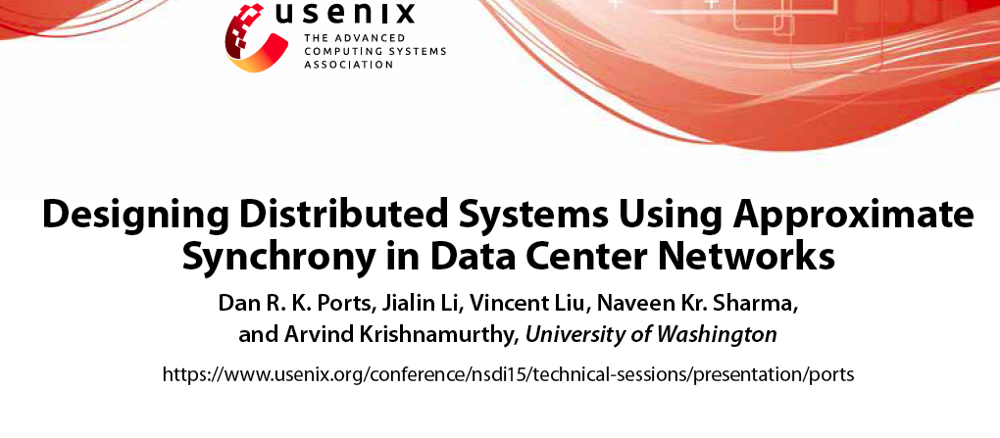 usenix
THE ADVANCED
COMPUTING SYSTEMS
ASSOCIATION
Designing Distributed Systems Using Approximate
Synchrony in Data Center Networks
Dan R. K. Ports, Jialin Li, Vincent Liu, Naveen Kr. Sharma,
and Arvind Krishnamurthy, University of Washington
https://www.usenix.org/conference/nsdi15/technical-sessions/presentation/ports